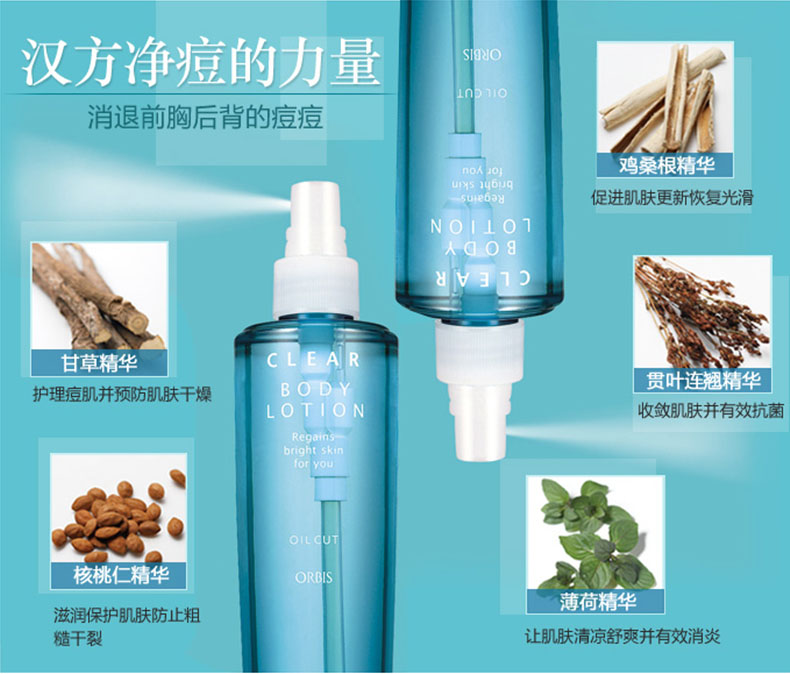 汉方净痘的力量
消退前胸后背的痘痘
鸡桑根精华
促进肌肤更新恢复光滑
甘草精华
护理痘肌并预防肌肤干燥
贯叶连翘精华
收敛肌肤并有效抗菌
核桃仁精华
滋润保护肌肤防止粗
糙干裂
薄荷精华
让肌肤清凉舒爽并有效消炎
CLEAR
BODY
LOTION
Regains
bright skin
for you
OIL CUT
ORBIS
CLEAR
BODY
LOTION
Regains
bright skin
for you
OIL CUT
ORBIS